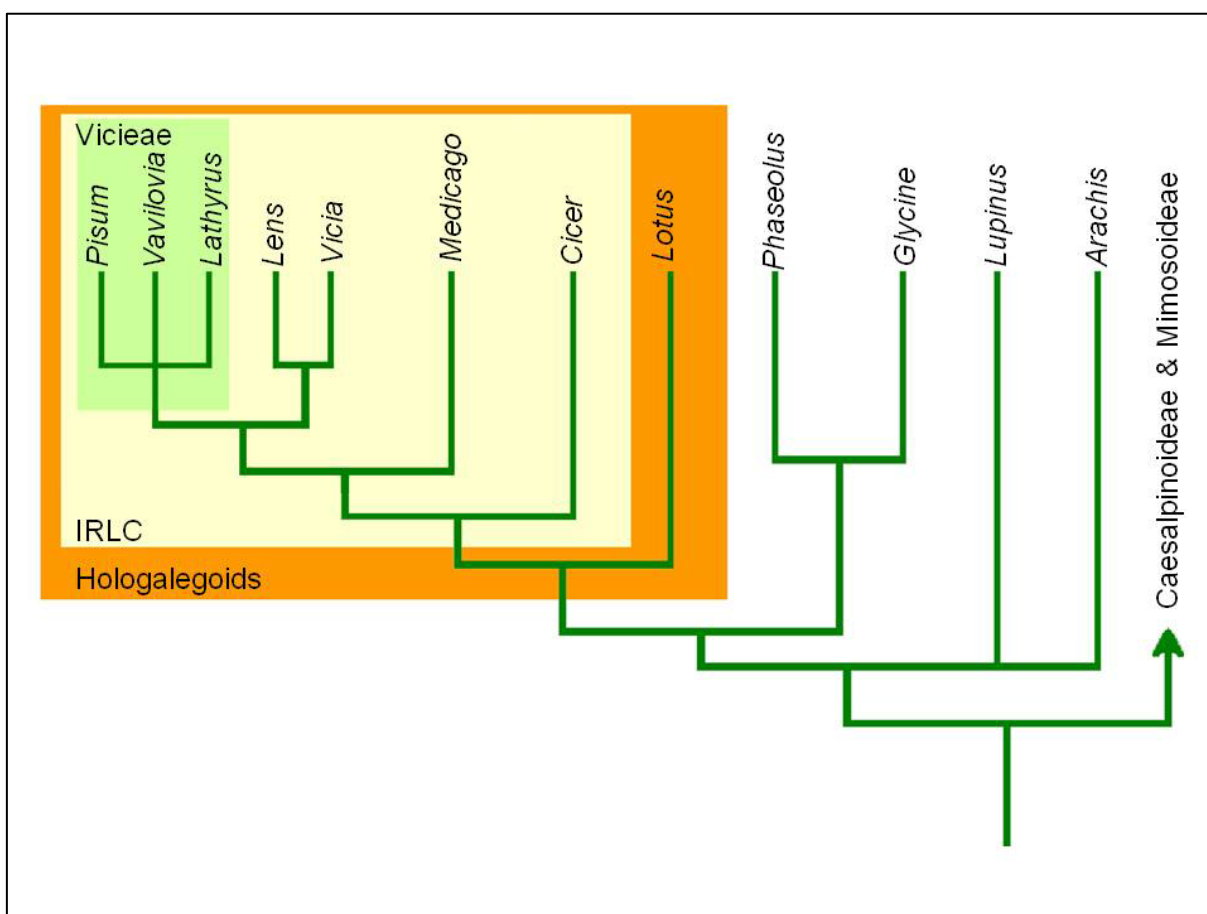 Vicieae
Pisum
Vavilovia
Lathyrus
Lens
Vicia
Medicago
Cicer
Lotus
Phaseolus
Glycine
Lupinus
Arachis
Caesalpinoideae & Mimosoideae
IRLC
Hologalegoids